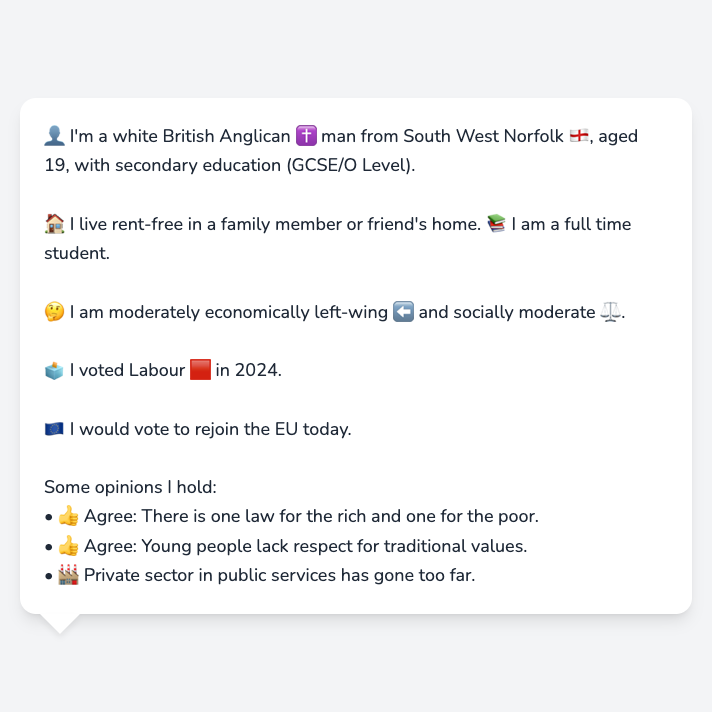 👤 I'm a white British Anglican ✝️ man from South West Norfolk 🏴󠁧󠁢󠁥󠁮󠁧󠁿, aged
19, with secondary education (GCSE/O Level).
🏠 I live rent-free in a family member or friend's home. 📚 I am a full time
student.
🤔 I am moderately economically left-wing ⬅️ and socially moderate ⚖️.
🗳️ I voted Labour 🟥 in 2024.
🇪🇺 I would vote to rejoin the EU today.
Some opinions I hold:
• 👍 Agree: There is one law for the rich and one for the poor.
• 👍 Agree: Young people lack respect for traditional values.
• 🏭 Private sector in public services has gone too far.